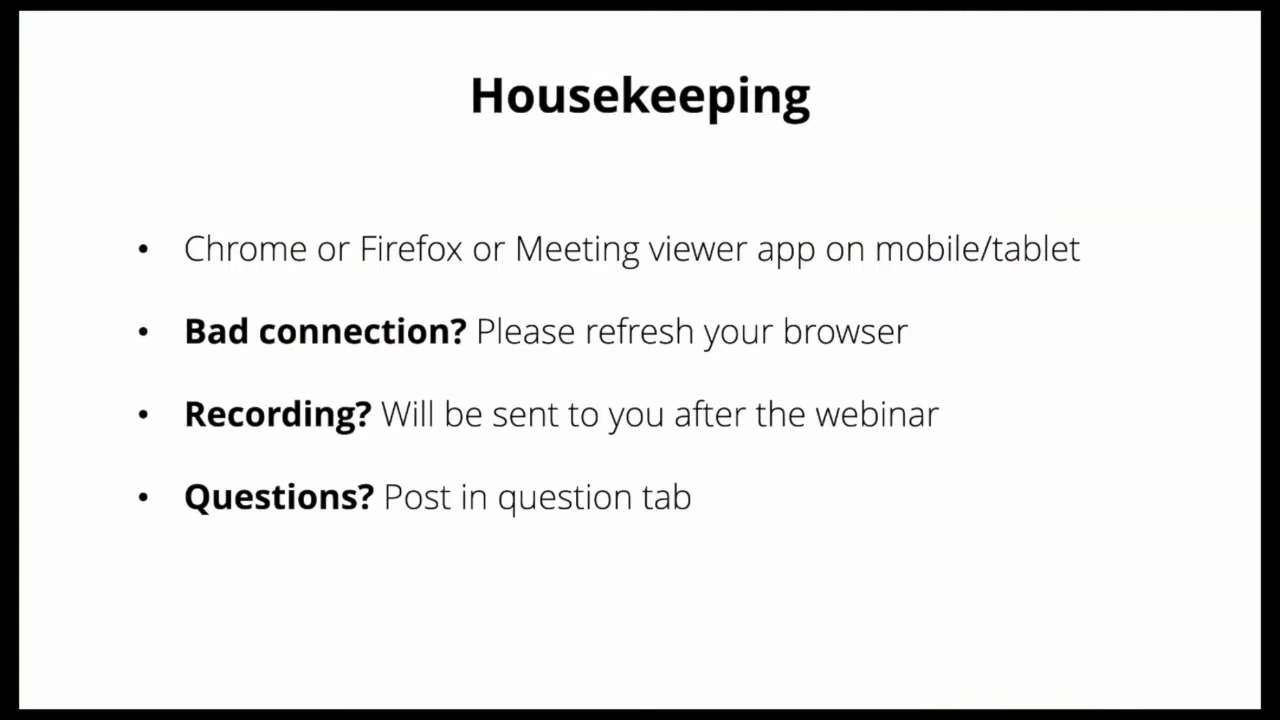 Housekeeping
• Chrome or Firefox or Meeting viewer app on mobile/tablet
• Bad connection? Please refresh your browser
• Recording? Will be sent to you after the webinar
• Questions? Post in question tab